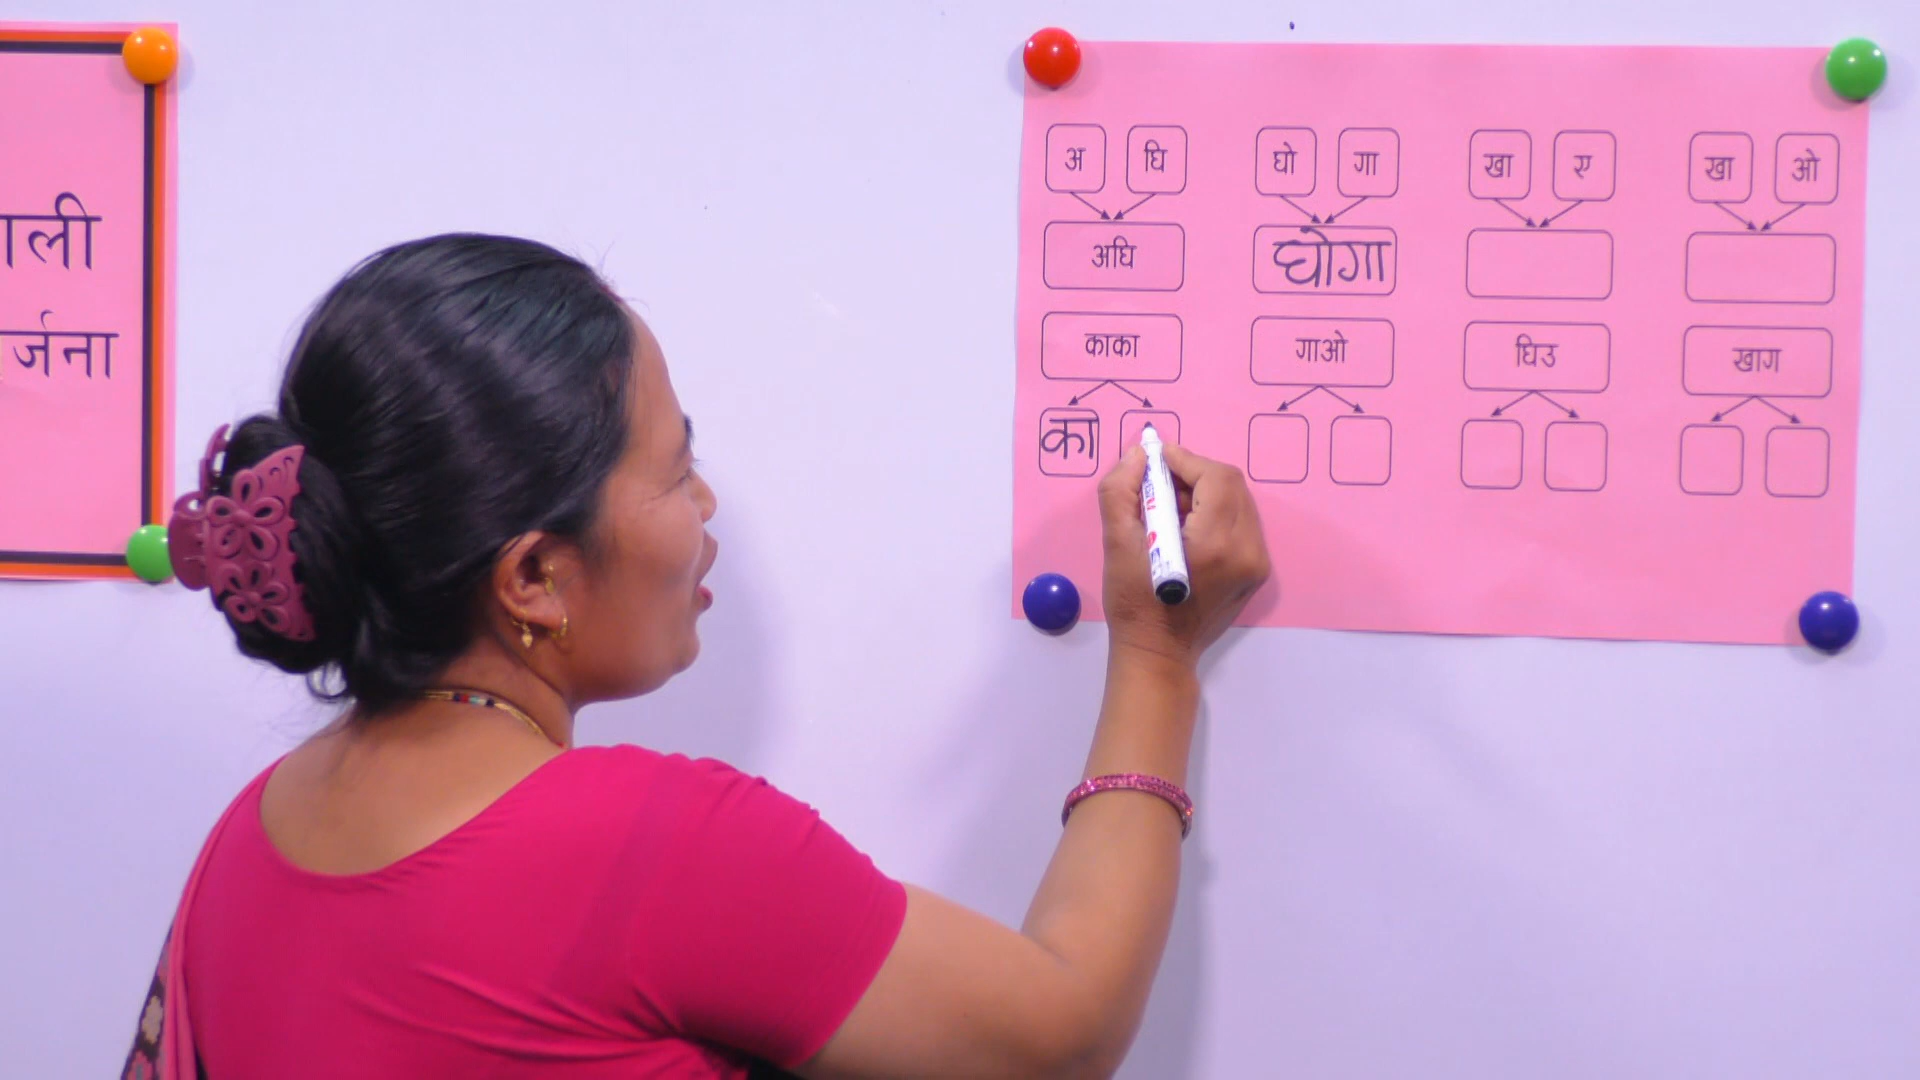 ाली
र्जना
अ घि घो गा खा ए खा ओ
अघि घोगा
काका गाओ घिउ खाग
का